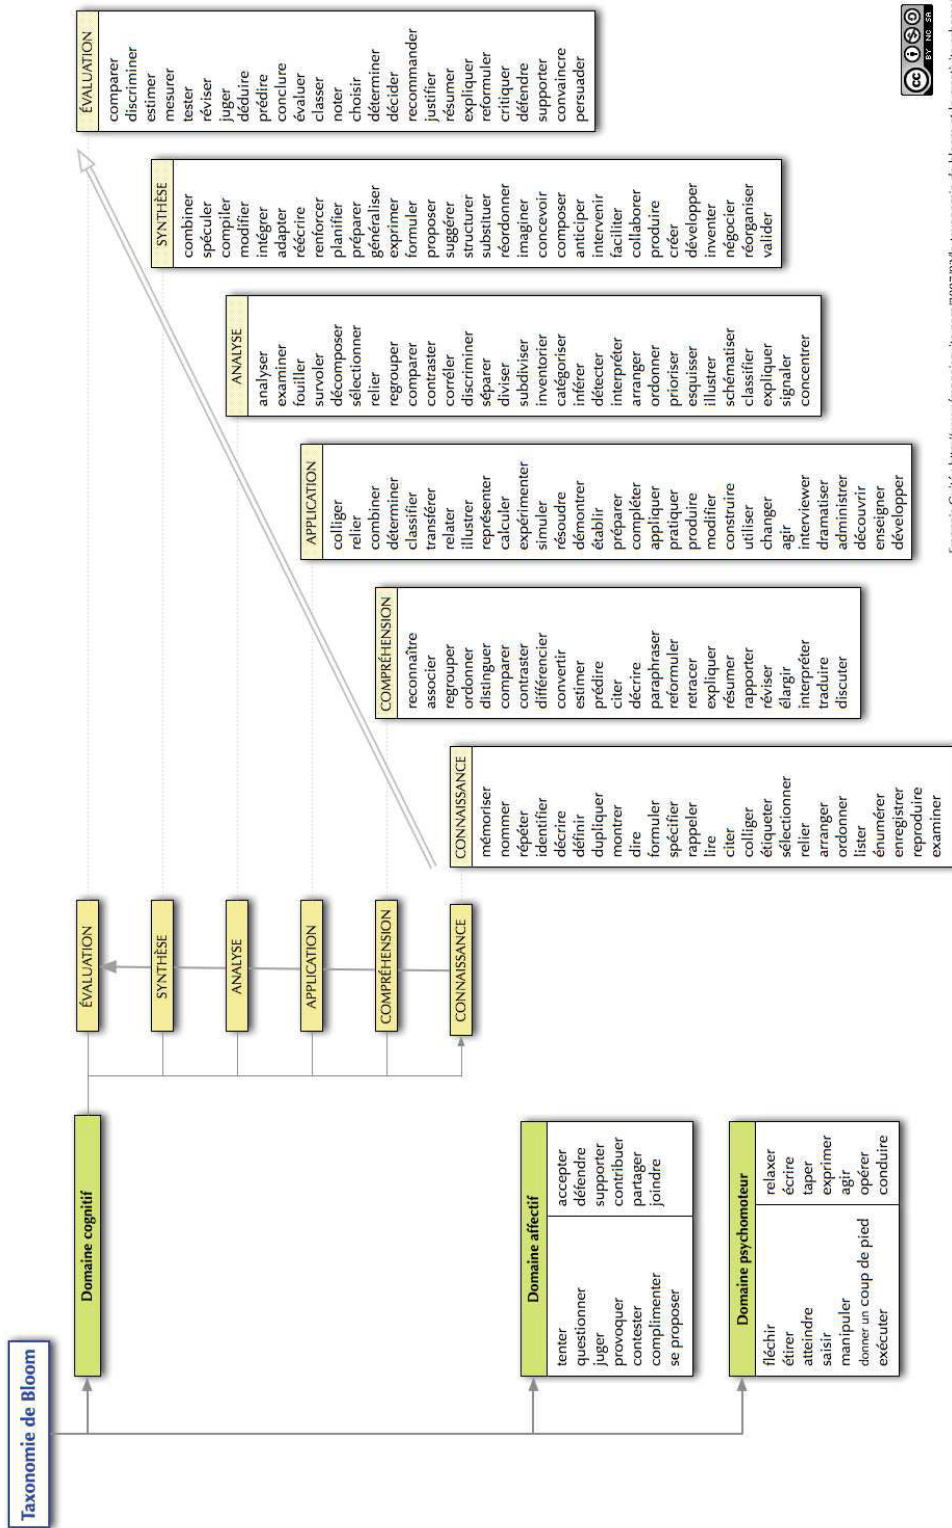 Taxonomie de Bloom
Domaine cognitif
ÉVALUATION
SYNTHÈSE
ANALYSE
APPLICATION
COMPRÉHENSION
CONNAISSANCE
Domaine affectif
tenter
questionner
juger
provoquer
contester
complimenter
se proposer
accepter
défendre
supporter
contribuer
partager
joindre
Domaine psychomoteur
fléchir
étirer
atteindre
saisir
manipuler
donner un coup de pied
exécuter
relaxer
écrire
taper
exprimer
agir
opérer
conduire
CONNAISSANCE
mémoriser
nommer
répéter
identifier
décrire
définir
dupliquer
montrer
dire
formuler
spécifier
rappeler
lire
citer
colliger
étiqueter
sélectionner
relier
arranger
ordonner
lister
énumérer
enregistrer
reproduire
examiner
COMPRÉHENSION
reconnaître
associer
regrouper
ordonner
distinguer
comparer
contraster
différencier
convertir
estimer
prédire
citer
décrire
paraphraser
reformuler
retracer
expliquer
résumer
rapporter
réviser
élargir
interpréter
traduire
discuter
APPLICATION
colliger
relier
combiner
déterminer
classifier
transférer
relater
illustrer
représenter
calculer
expérimenter
simuler
résoudre
démontrer
établir
préparer
compléter
appliquer
pratiquer
produire
modifier
construire
utiliser
changer
agir
interviewer
dramatiser
administrer
découvrir
enseigner
développer
ANALYSE
analyser
examiner
fouiller
survoler
décomposer
sélectionner
relier
regrouper
comparer
contraster
corréler
discriminer
séparer
diviser
subdiviser
inventorier
catégoriser
inférer
détecter
interpréter
arranger
ordonner
prioriser
esquisser
illustrer
schématiser
classifier
expliquer
signaler
concentrer
SYNTHÈSE
combiner
spéculer
compiler
modifier
intégrer
adapter
réécrire
renforcer
planifier
préparer
généraliser
exprimer
formuler
proposer
suggérer
structurer
substituer
réordonner
imaginer
concevoir
composer
anticiper
intervenir
faciliter
collaborer
produire
créer
développer
inventer
négocier
réorganiser
valider
ÉVALUATION
comparer
discriminer
estimer
mesurer
tester
réviser
juger
déduire
prédire
conclure
évaluer
classer
noter
choisir
déterminer
décider
recommander
justifier
résumer
expliquer
reformuler
critiquer
défendre
supporter
convaincre
persuader
cc
BY NC SA